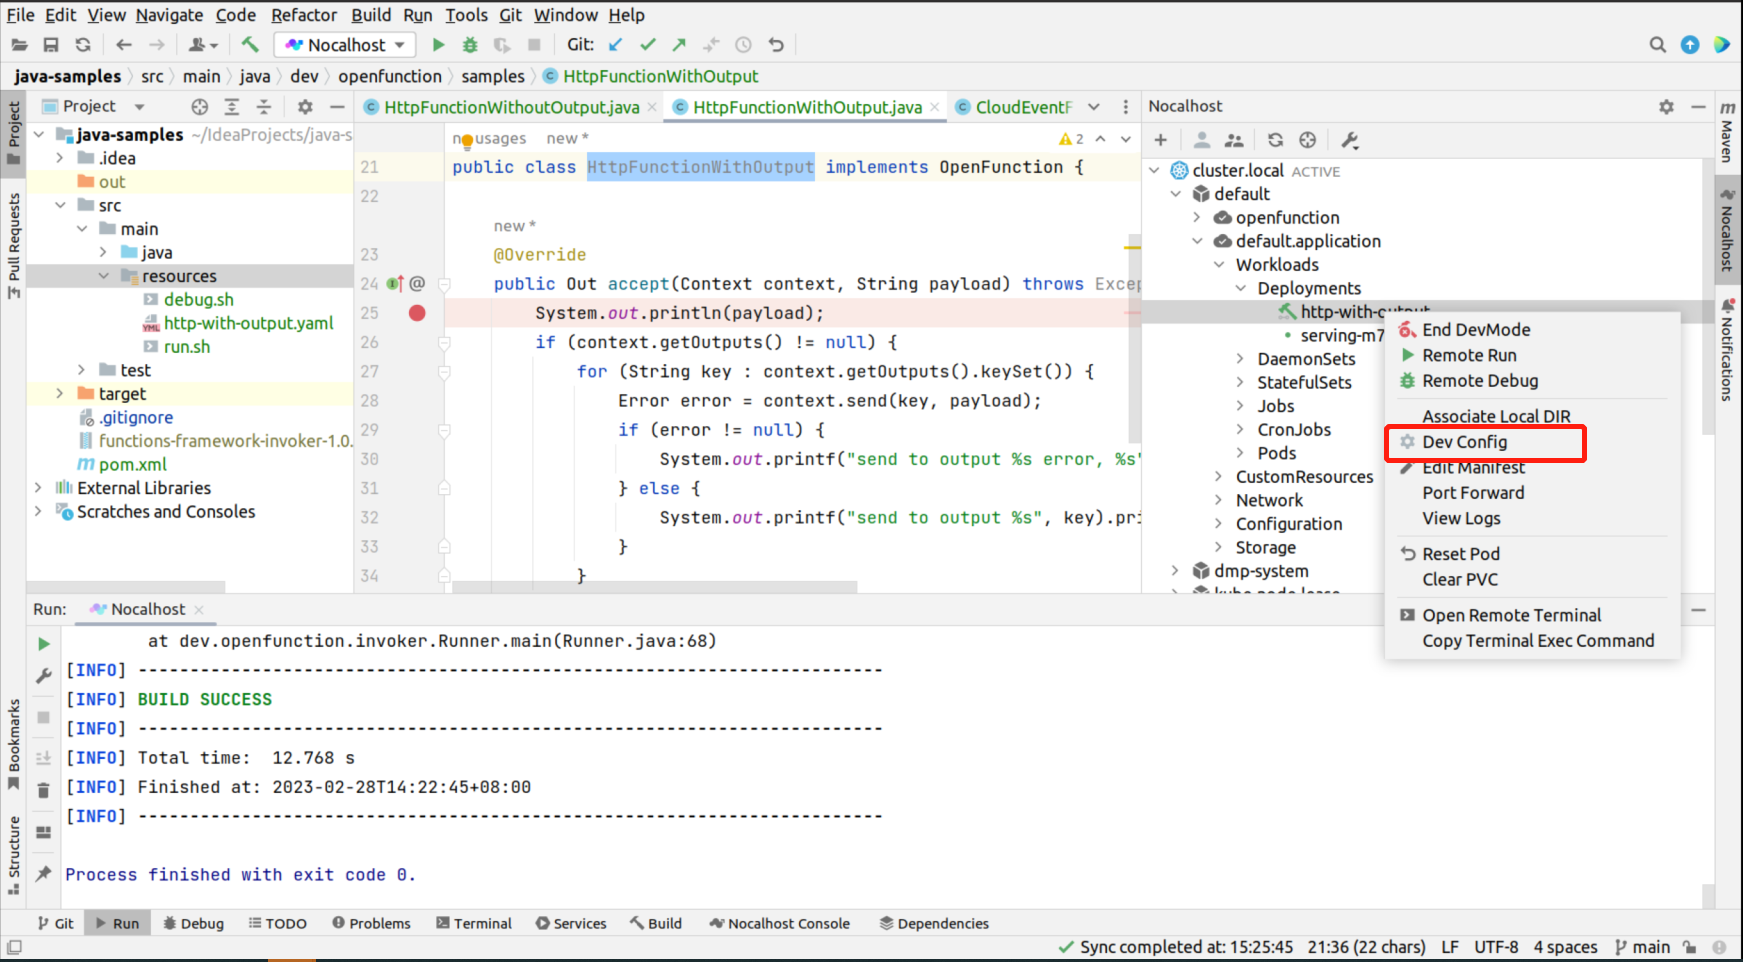 File Edit View Navigate Code Refactor Build Run Tools Git Window Help
Nocalhost Git:
java-samples src main java dev openfunction samples HttpFunctionWithOutput
Project
HttpFunctionWithoutOutput.java HttpFunctionWithOutput.java CloudEventF
Nocalhost
Project
Pull Requests
Bookmarks
Structure
java-samples ~/IdeaProjects/java-s
.idea
out
src
main
java
resources
debug.sh
http-with-output.yaml
run.sh
test
target
.gitignore
functions-framework-invoker-1.0.
pom.xml
External Libraries
Scratches and Consoles
usages new *
2
21 public class HttpFunctionWithOutput implements OpenFunction {
22
new *
23 @Override
24 @ public Out accept(Context context, String payload) throws Excep
25 System.out.println(payload);
26 if (context.getOutputs() != null) {
27 for (String key : context.getOutputs().keySet()) {
28 Error error = context.send(key, payload);
29 if (error != null) {
30 System.out.printf("send to output %s error, %s"
31 } else {
32 System.out.printf("send to output %s", key).pri
33 }
34 }
cluster.local ACTIVE
default
openfunction
default.application
Workloads
Deployments
http-with-output
serving-m7
DaemonSets
StatefulSets
Jobs
CronJobs
Pods
CustomResources
Network
Configuration
Storage
dmp-system
kube-node-lease
End DevMode
Remote Run
Remote Debug
Associate Local DIR
Dev Config
Edit Manifest
Port Forward
View Logs
Reset Pod
Clear PVC
Open Remote Terminal
Copy Terminal Exec Command
Maven
Nocalhost
Notifications
Run: Nocalhost
at dev.openfunction.invoker.Runner.main(Runner.java:68)
[INFO] ------------------------------------------------------------------------
[INFO] BUILD SUCCESS
[INFO] ------------------------------------------------------------------------
[INFO] Total time: 12.768 s
[INFO] Finished at: 2023-02-28T14:22:45+08:00
[INFO] ------------------------------------------------------------------------
Process finished with exit code 0.
Git Run Debug TODO Problems Terminal Services Build Nocalhost Console Dependencies
Sync completed at: 15:25:45 21:36 (22 chars) LF UTF-8 4 spaces main